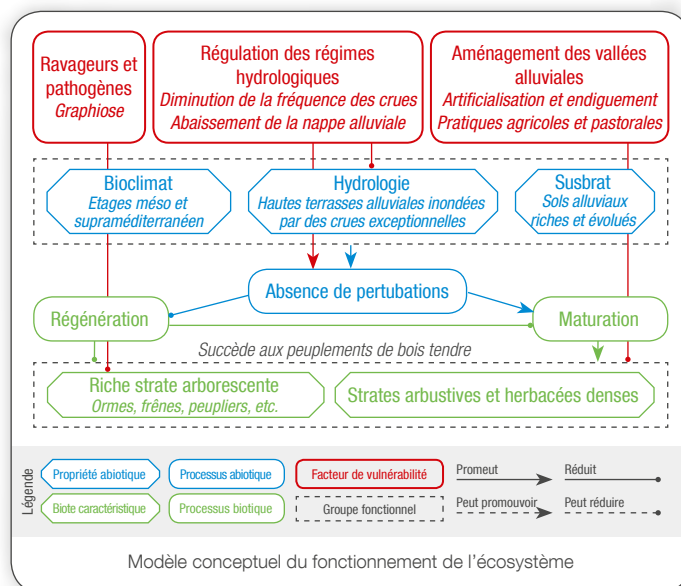 Ravageurs et
pathogènes
Graphiose
Régulation des régimes
hydrologiques
Diminution de la fréquence des crues
Abaissement de la nappe alluviale
Aménagement des vallées
alluviales
Artificialisation et endiguement
Pratiques agricoles et pastorales
Bioclimat
Etages méso et
supraméditerranéen
Hydrologie
Hautes terrasses alluviales inondées
par des crues exceptionnelles
Susbrat
Sols alluviaux
riches et évolués
Absence de pertubations
Régénération
Maturation
Succède aux peuplements de bois tendre
Riche strate arborescente
Ormes, frênes, peupliers, etc.
Strates arbustives et herbacées denses
Légende
Propriété abiotique
Processus abiotique
Facteur de vulnérabilité
Promeut
Réduit
Biote caractéristique
Processus biotique
Groupe fonctionnel
Peut promouvoir
Peut réduire
Modèle conceptuel du fonctionnement de l'écosystème